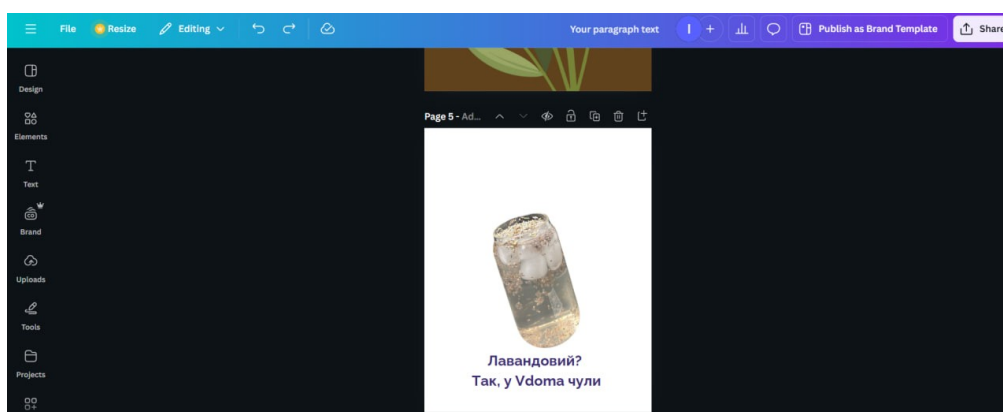 File
Resize
Editing
Your paragraph text
I
+
Publish as Brand Template
Share
Design
Elements
Text
Brand
Uploads
Tools
Projects
Page 5 - Ad...
Лавандовий?
Так, у Vdoma чули